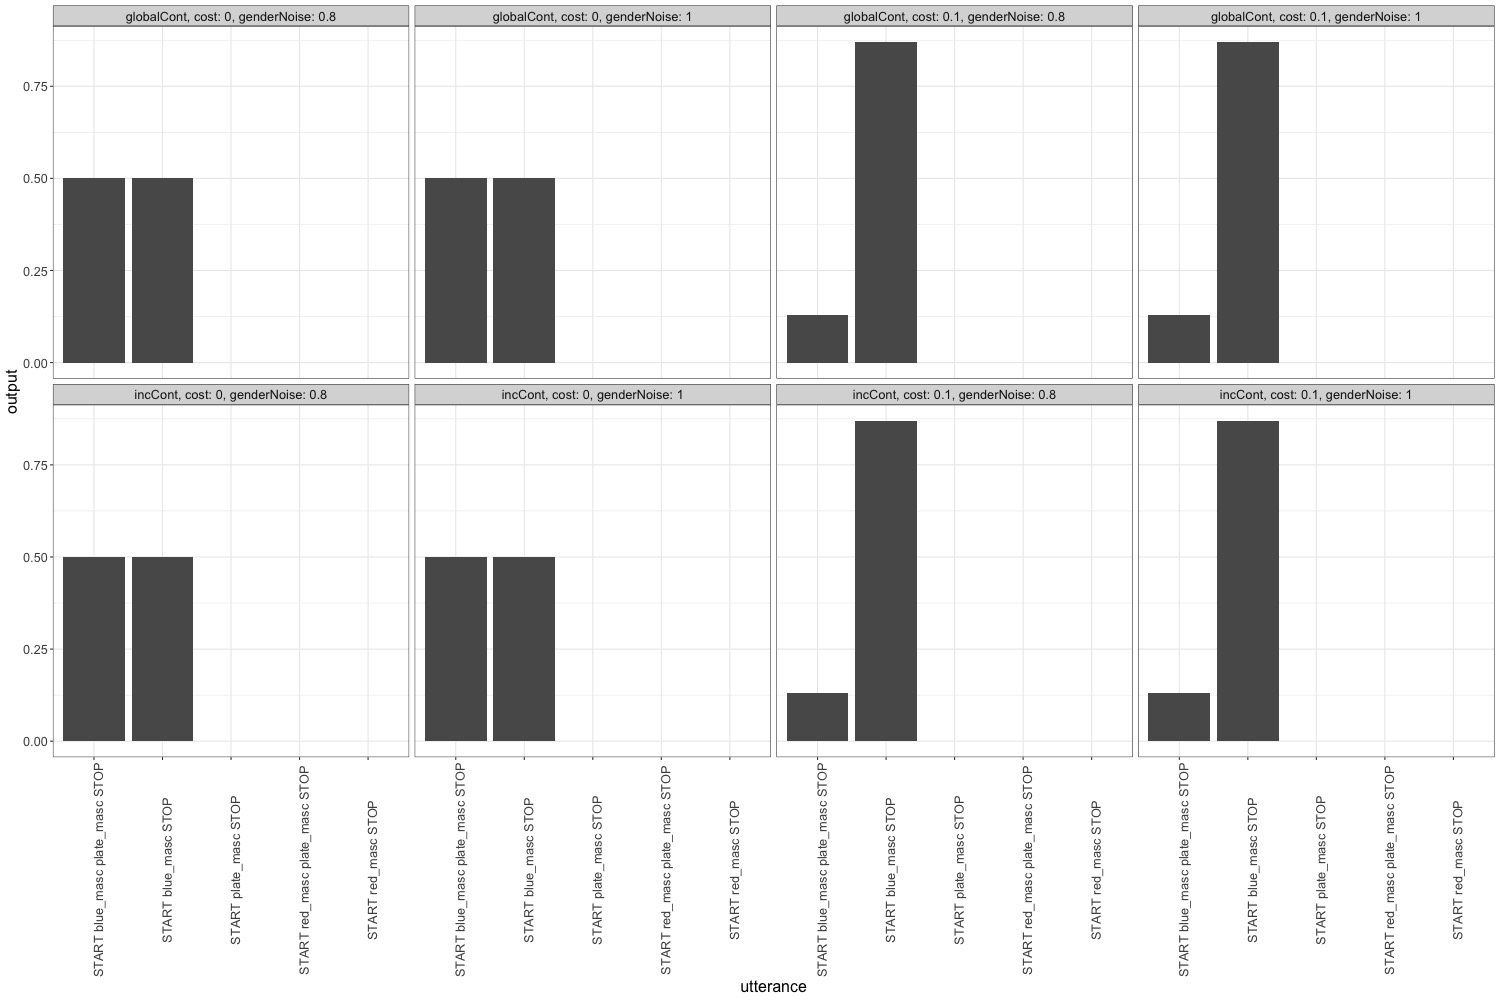 globalCont, cost: 0, genderNoise: 0.8
globalCont, cost: 0, genderNoise: 1
globalCont, cost: 0.1, genderNoise: 0.8
globalCont, cost: 0.1, genderNoise: 1
0.75
0.50
0.25
0.00
output
incCont, cost: 0, genderNoise: 0.8
incCont, cost: 0, genderNoise: 1
incCont, cost: 0.1, genderNoise: 0.8
incCont, cost: 0.1, genderNoise: 1
0.75
0.50
0.25
0.00
START blue_masc plate_masc STOP
START blue_masc STOP
START plate_masc STOP
START red_masc plate_masc STOP
START red_masc STOP
START blue_masc plate_masc STOP
START blue_masc STOP
START plate_masc STOP
START red_masc plate_masc STOP
START red_masc STOP
START blue_masc plate_masc STOP
START blue_masc STOP
START plate_masc STOP
START red_masc plate_masc STOP
START red_masc STOP
START blue_masc plate_masc STOP
START blue_masc STOP
START plate_masc STOP
START red_masc plate_masc STOP
START red_masc STOP
utterance